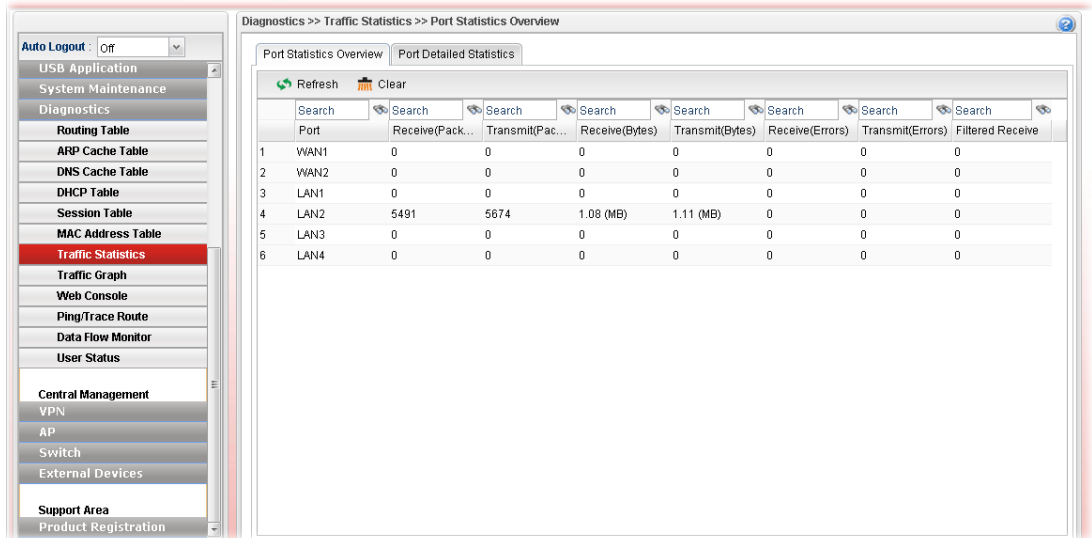 Diagnostics >> Traffic Statistics >> Port Statistics Overview
Auto Logout : Off
USB Application
System Maintenance
Diagnostics
Routing Table
ARP Cache Table
DNS Cache Table
DHCP Table
Session Table
MAC Address Table
Traffic Statistics
Traffic Graph
Web Console
Ping/Trace Route
Data Flow Monitor
User Status
Central Management
VPN
AP
Switch
External Devices
Support Area
Product Registration
Port Statistics Overview Port Detailed Statistics
Refresh Clear
Search Search Search Search Search Search Search Search
Port Receive(Pack... Transmit(Pac... Receive(Bytes) Transmit(Bytes) Receive(Errors) Transmit(Errors) Filtered Receive
1 WAN1 0 0 0 0 0 0 0
2 WAN2 0 0 0 0 0 0 0
3 LAN1 0 0 0 0 0 0 0
4 LAN2 5491 5674 1.08 (MB) 1.11 (MB) 0 0 0
5 LAN3 0 0 0 0 0 0 0
6 LAN4 0 0 0 0 0 0 0